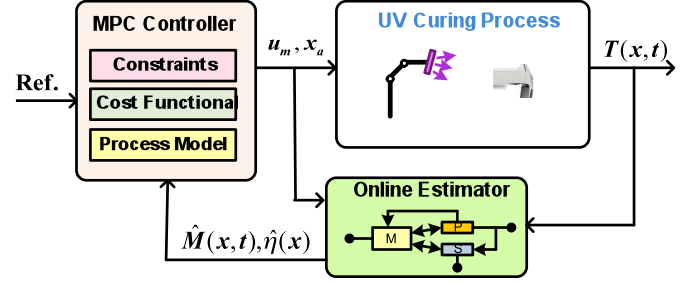 MPC Controller
Constraints
Cost Functional
Process Model
Ref.
u_m, x_a
UV Curing Process
T(x,t)
Online Estimator
M
P
S
M̂(x,t),η̂(x)